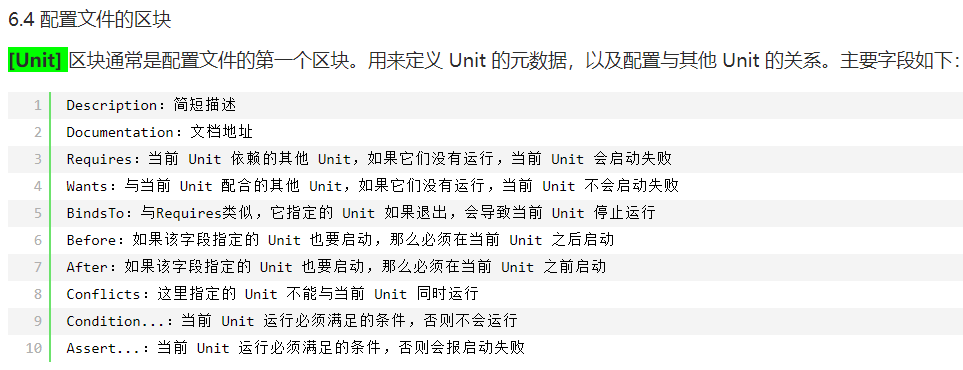 6.4 配置文件的区块
[Unit] 区块通常是配置文件的第一个区块。用来定义 Unit 的元数据，以及配置与其他 Unit 的关系。主要字段如下：
1 Description：简短描述
2 Documentation：文档地址
3 Requires：当前 Unit 依赖的其他 Unit，如果它们没有运行，当前 Unit 会启动失败
4 Wants：与当前 Unit 配合的其他 Unit，如果它们没有运行，当前 Unit 不会启动失败
5 BindsTo：与Requires类似，它指定的 Unit 如果退出，会导致当前 Unit 停止运行
6 Before：如果该字段指定的 Unit 也要启动，那么必须在当前 Unit 之后启动
7 After：如果该字段指定的 Unit 也要启动，那么必须在当前 Unit 之前启动
8 Conflicts：这里指定的 Unit 不能与当前 Unit 同时运行
9 Condition...：当前 Unit 运行必须满足的条件，否则不会运行
10 Assert...：当前 Unit 运行必须满足的条件，否则会报启动失败